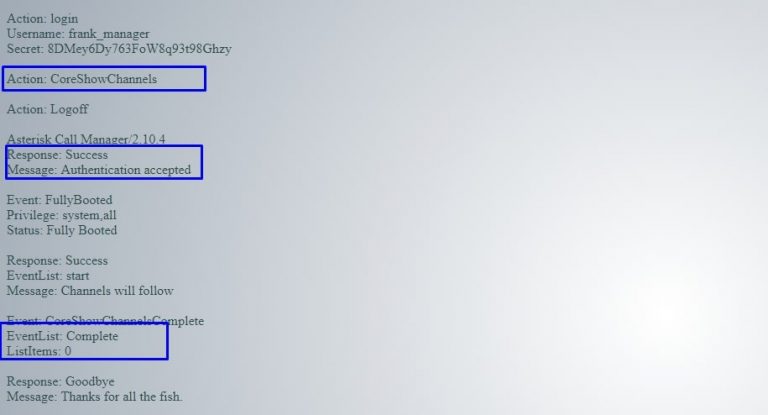 Action: login
Username: frank_manager
Secret: 8DMey6Dy763FoW8q93t98Ghzy
Action: CoreShowChannels
Action: Logoff
Asterisk Call Manager/2.10.4
Response: Success
Message: Authentication accepted
Event: FullyBooted
Privilege: system,all
Status: Fully Booted
Response: Success
EventList: start
Message: Channels will follow
Event: CoreShowChannelsComplete
EventList: Complete
ListItems: 0
Response: Goodbye
Message: Thanks for all the fish.